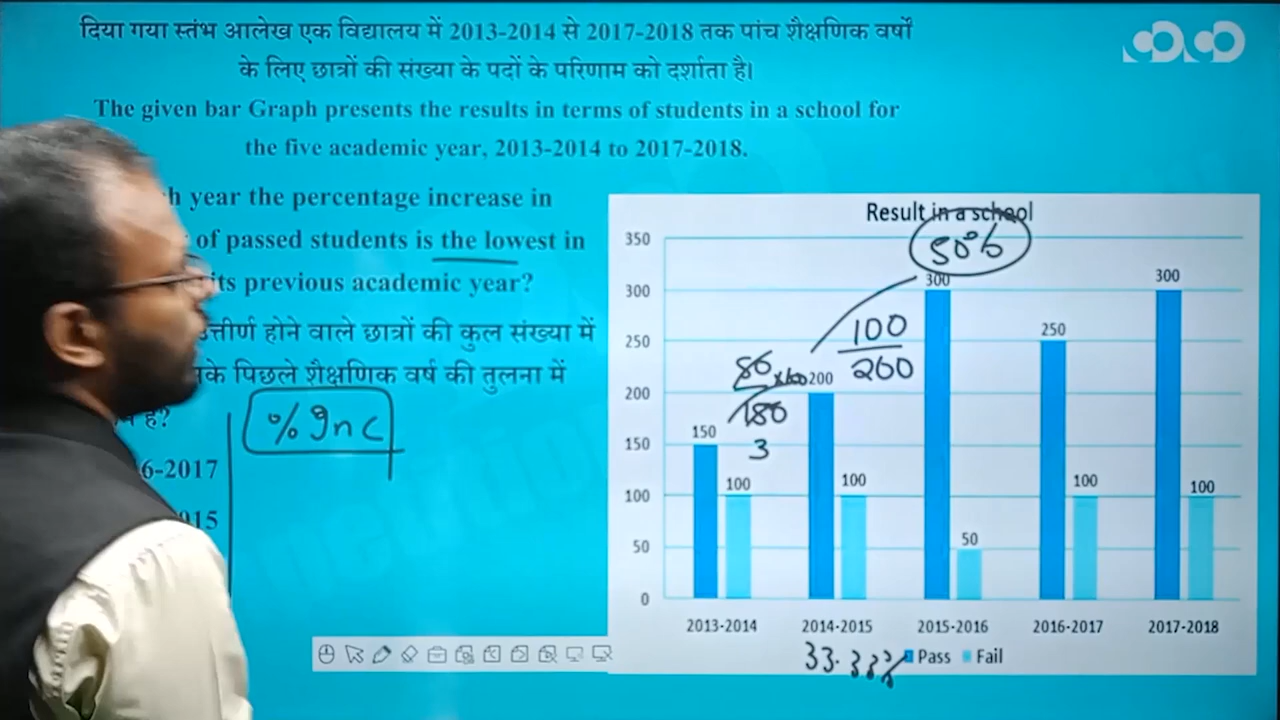 दिया गया स्तंभ आलेख एक विद्यालय में 2013-2014 से 2017-2018 तक पांच शैक्षणिक वर्षों
के लिए छात्रों की संख्या के पदों के परिणाम को दर्शाता है।
The given bar Graph presents the results in terms of students in a school for
the five academic year, 2013-2014 to 2017-2018.
year the percentage increase in
of passed students is the lowest in
its previous academic year?
होने वाले छात्रों की कुल संख्या में
पिछले शैक्षणिक वर्ष की तुलना में
है?
% Inc
6-2017
015
Result in a school
50%
350
300
250
200
150
100
50
0
150
100
200
100
300
50
250
100
300
100
100
200
3
2013-2014
2014-2015
2015-2016
2016-2017
2017-2018
33.33%
Pass
Fail